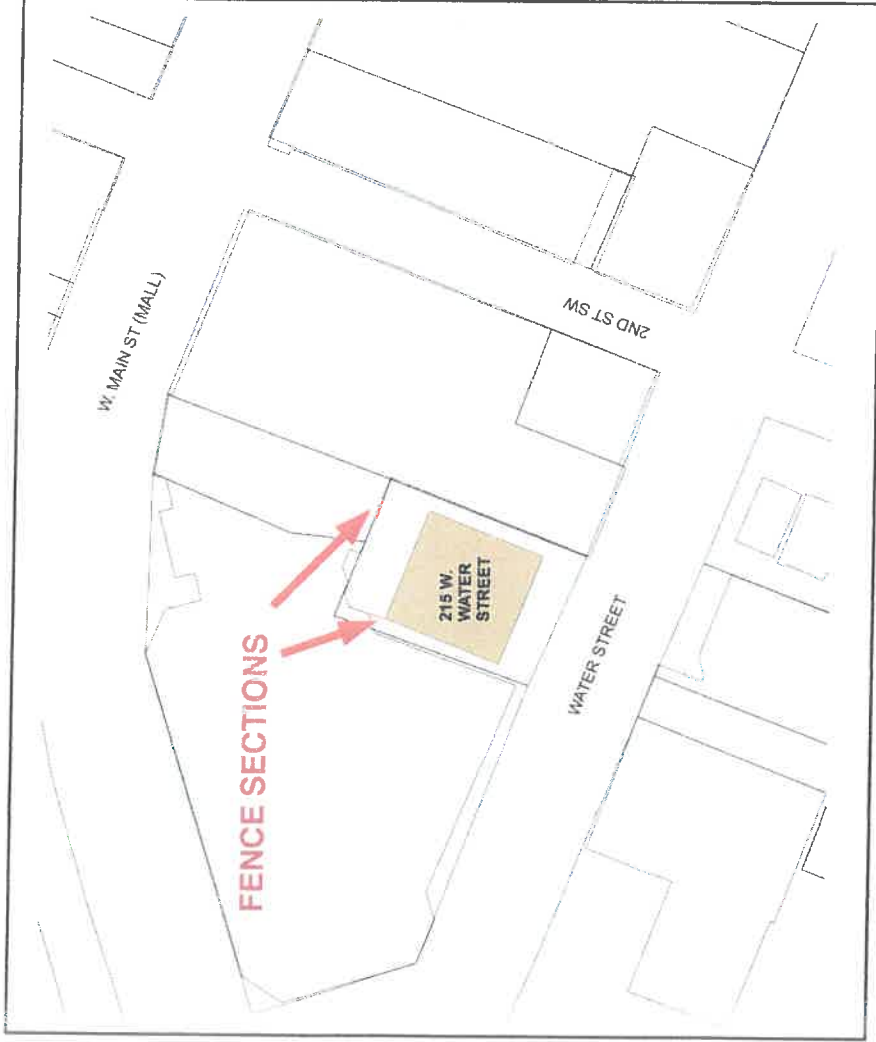 W. MAIN ST (MALL)
2ND ST SW
FENCE SECTIONS
215 W.
WATER
STREET
WATER STREET